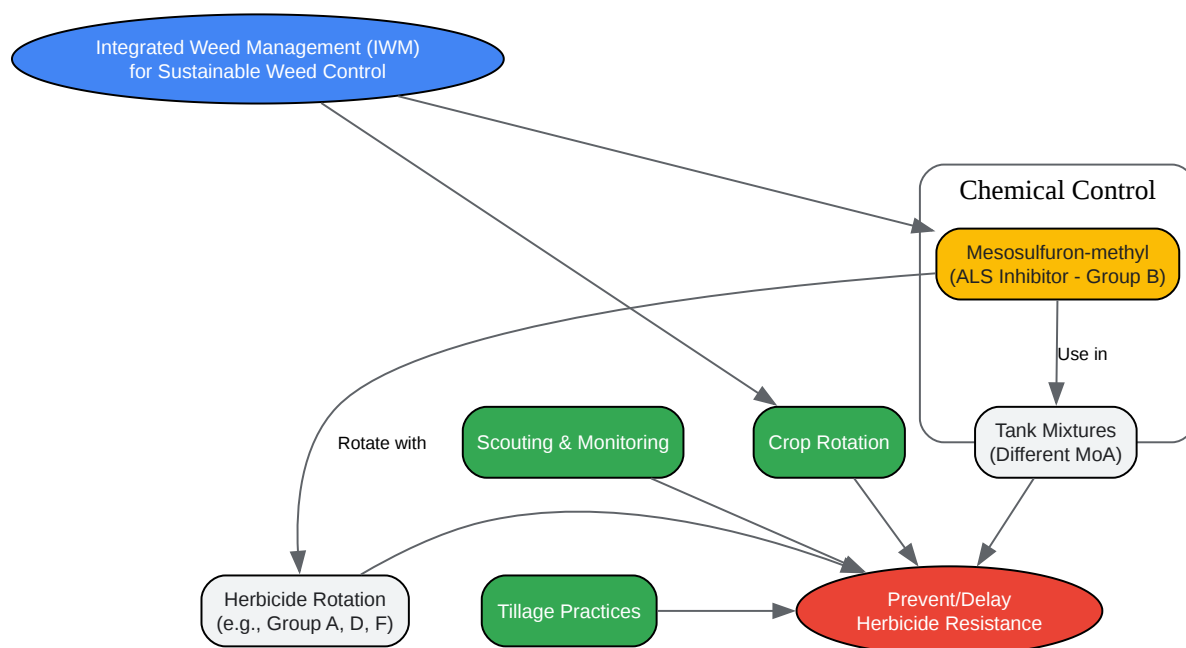 Integrated Weed Management (IWM)
for Sustainable Weed Control
Chemical Control
Mesosulfuron-methyl
(ALS Inhibitor - Group B)
Use in
Rotate with
Scouting & Monitoring
Crop Rotation
Tank Mixtures
(Different MoA)
Herbicide Rotation
(e.g., Group A, D, F)
Tillage Practices
Prevent/Delay
Herbicide Resistance